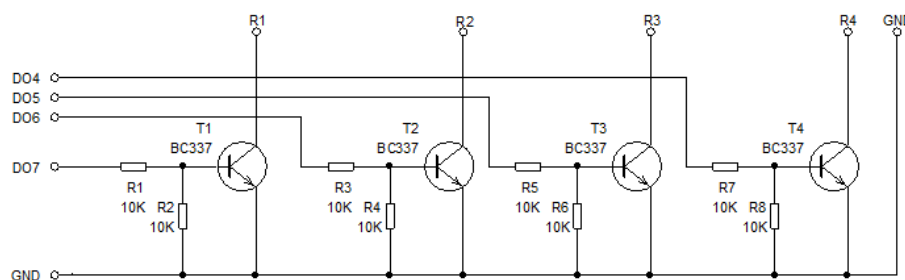 R1 R2 R3 R4 GND
DO4
DO5
DO6
T1 T2 T3 T4
BC337 BC337 BC337 BC337
DO7
R1 R3 R5 R7
10K R2 10K R4 10K R6 10K R8
10K 10K 10K 10K
GND